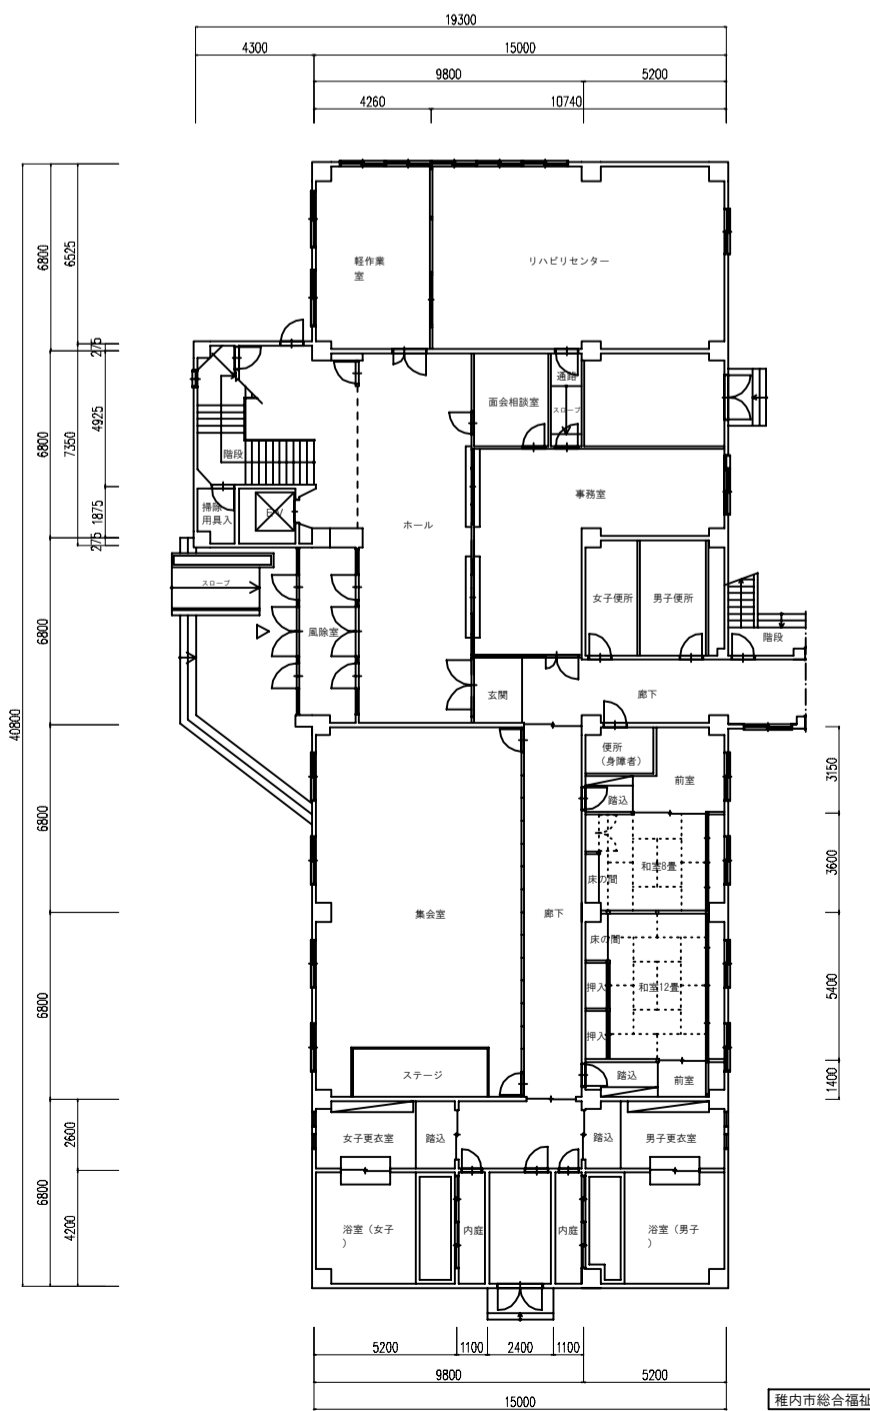 19300
4300 15000
9800 5200
4260 10740
6800 6525
軽作業
室
リハビリセンター
275
通路
面会相談室
スロープ
6800 7350 4925
階段
事務室
掃除
用具入
EV
ホール
1875
275
スロープ
女子便所 男子便所
6800
風除室
階段
玄関
廊下
40800
便所
(身障者)
前室
3150
踏込
6800
和室8畳
3600
床の間
集会室
廊下
床の間
押入
和室12畳
5400
6800
押入
ステージ
踏込
前室
1400
2600
女子更衣室
踏込
踏込
男子更衣室
6800
4200
浴室(女子
)
内庭
内庭
浴室(男子
)
5200 1100 2400 1100
9800 5200
15000
稚内市総合福祉